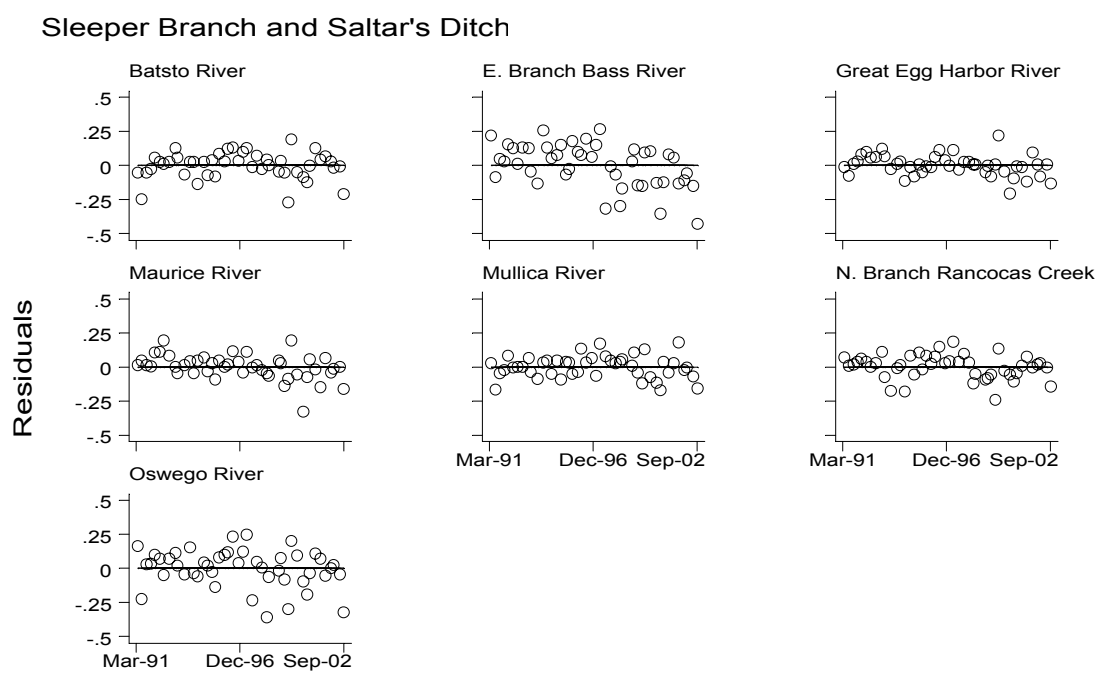 Sleeper Branch and Saltar's Ditch
Batsto River
E. Branch Bass River
Great Egg Harbor River
.5
.25
0
-.25
-.5
Maurice River
Mullica River
N. Branch Rancocas Creek
.5
.25
0
-.25
-.5
Residuals
Mar-91 Dec-96 Sep-02
Mar-91 Dec-96 Sep-02
Oswego River
.5
.25
0
-.25
-.5
Mar-91 Dec-96 Sep-02